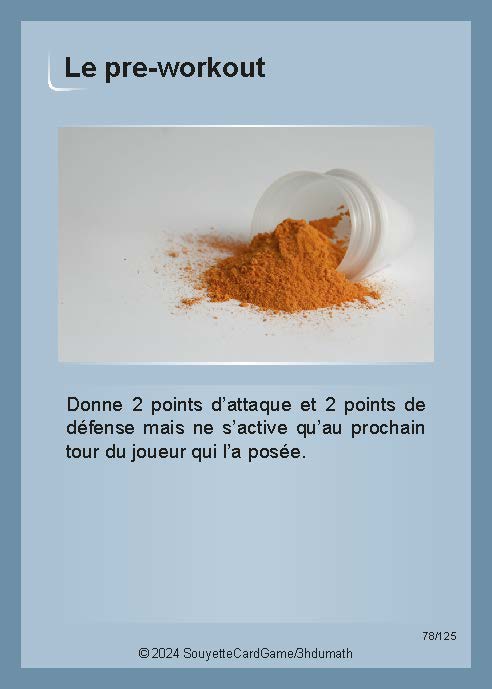 Le pre-workout
Donne 2 points d’attaque et 2 points de
défense mais ne s’active qu’au prochain
tour du joueur qui l’a posée.
78/125
© 2024 SouyetteCardGame/3hdumath